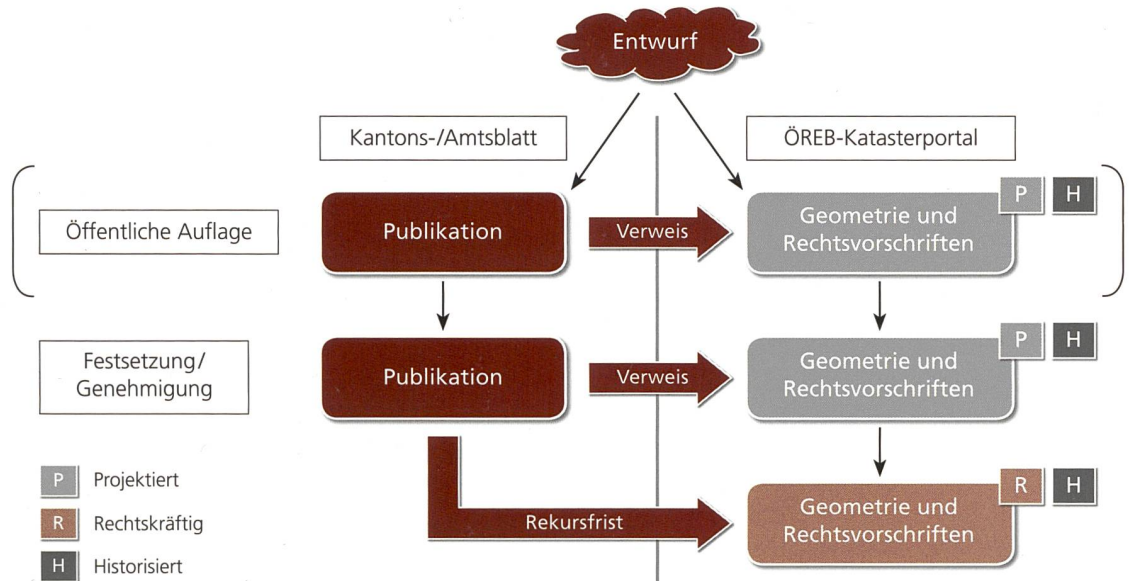 Entwurf
Kantons-/Amtsblatt
ÖREB-Katasterportal
Öffentliche Auflage
Publikation
Verweis
Geometrie und
Rechtsvorschriften
P
H
Festsetzung/
Genehmigung
Publikation
Verweis
Geometrie und
Rechtsvorschriften
P
H
P Projektiert
R Rechtskräftig
H Historisiert
Rekursfrist
Geometrie und
Rechtsvorschriften
R
H